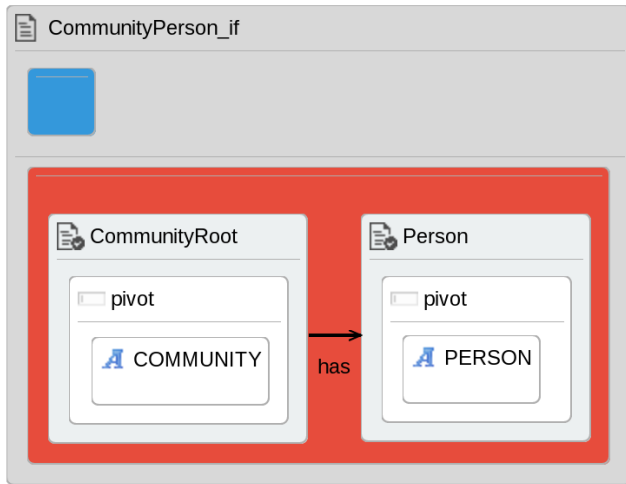 CommunityPerson_if
CommunityRoot
Person
pivot
pivot
COMMUNITY
PERSON
has